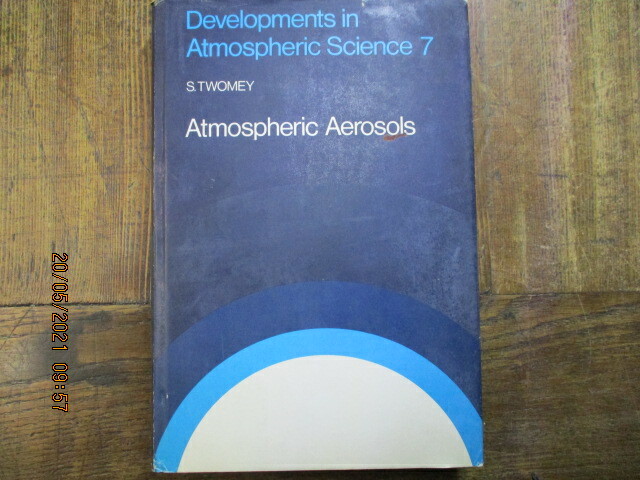 Developments in
Atmospheric Science 7
S. TWOMEY
Atmospheric Aerosols
20/05/2021 09:57